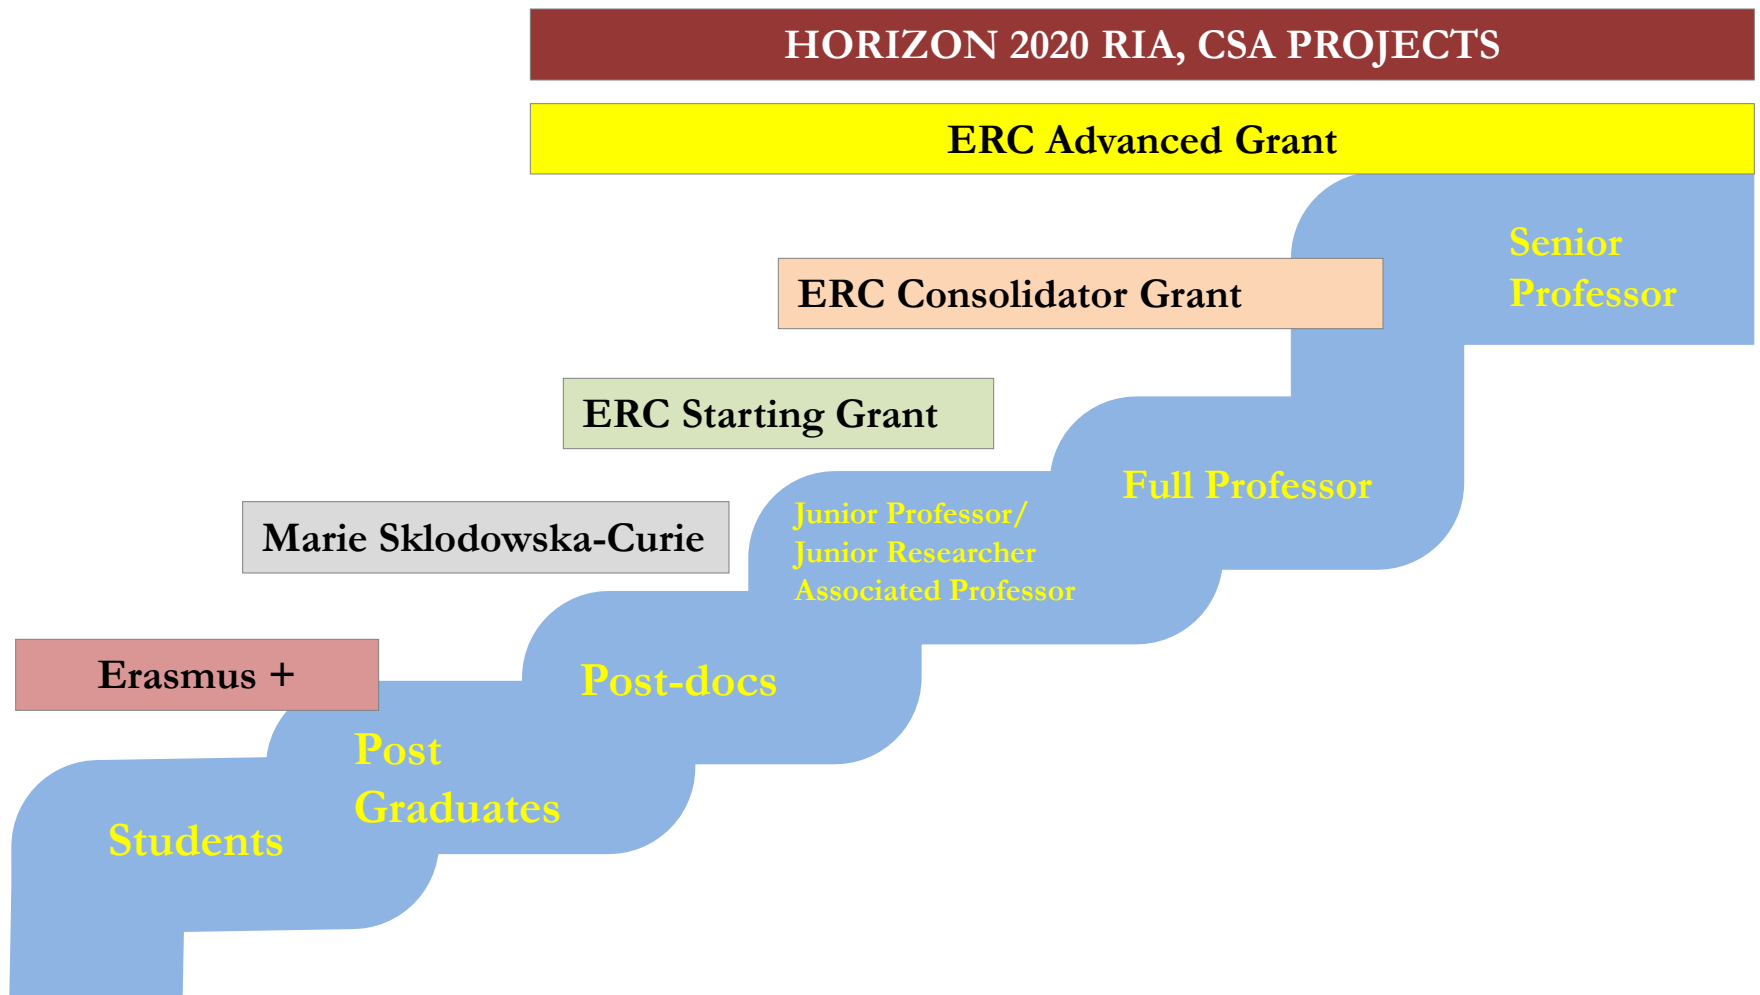 HORIZON 2020 RIA, CSA PROJECTS
ERC Advanced Grant
Senior
Professor
ERC Consolidator Grant
ERC Starting Grant
Full Professor
Marie Sklodowska-Curie
Junior Professor/
Junior Researcher
Associated Professor
Erasmus +
Post-docs
Post
Graduates
Students